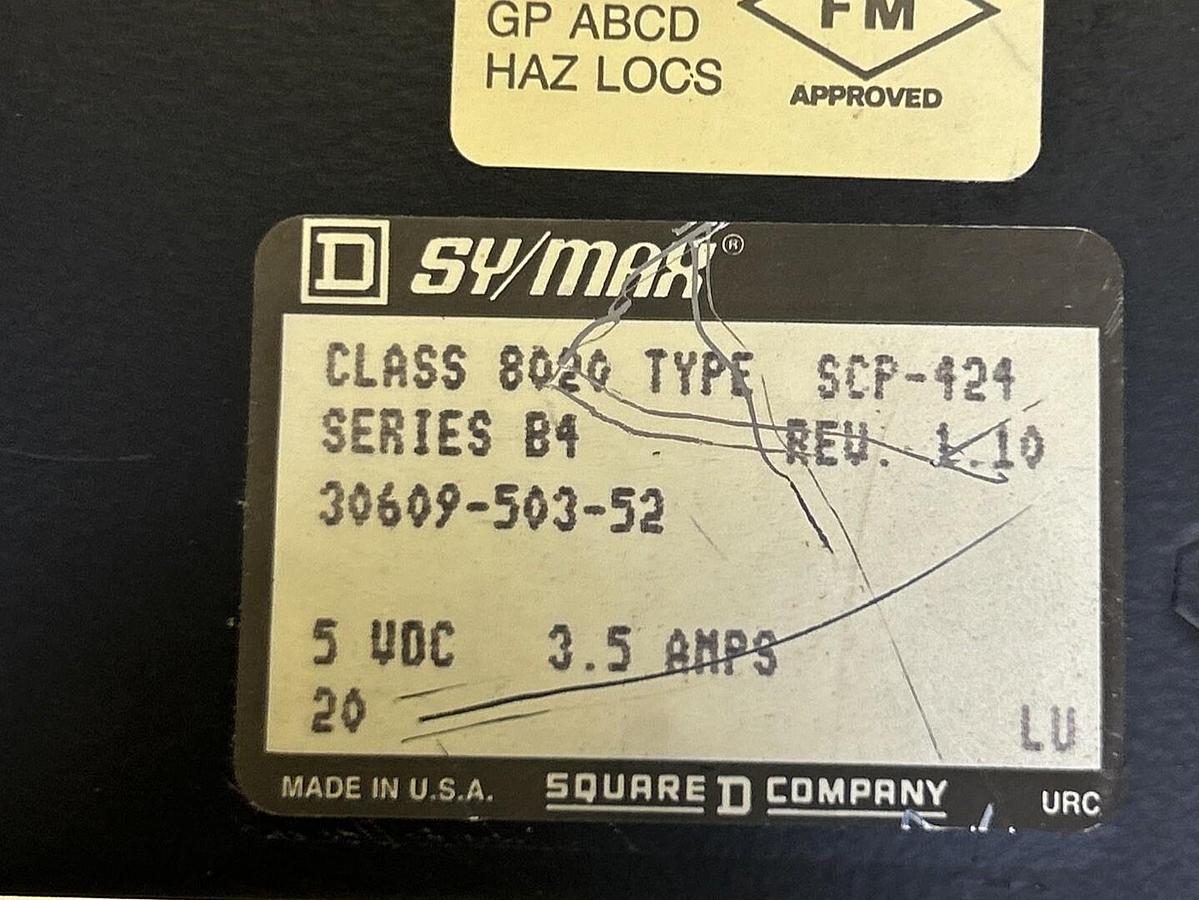 GP ABCD
HAZ LOCS
FM
APPROVED
D SY/MAX®
CLASS 8020 TYPE SCP-424
SERIES B4 REV. 1.10
30609-503-52
5 VDC 3.5 AMPS
20 LU
MADE IN U.S.A. SQUARE D COMPANY URC